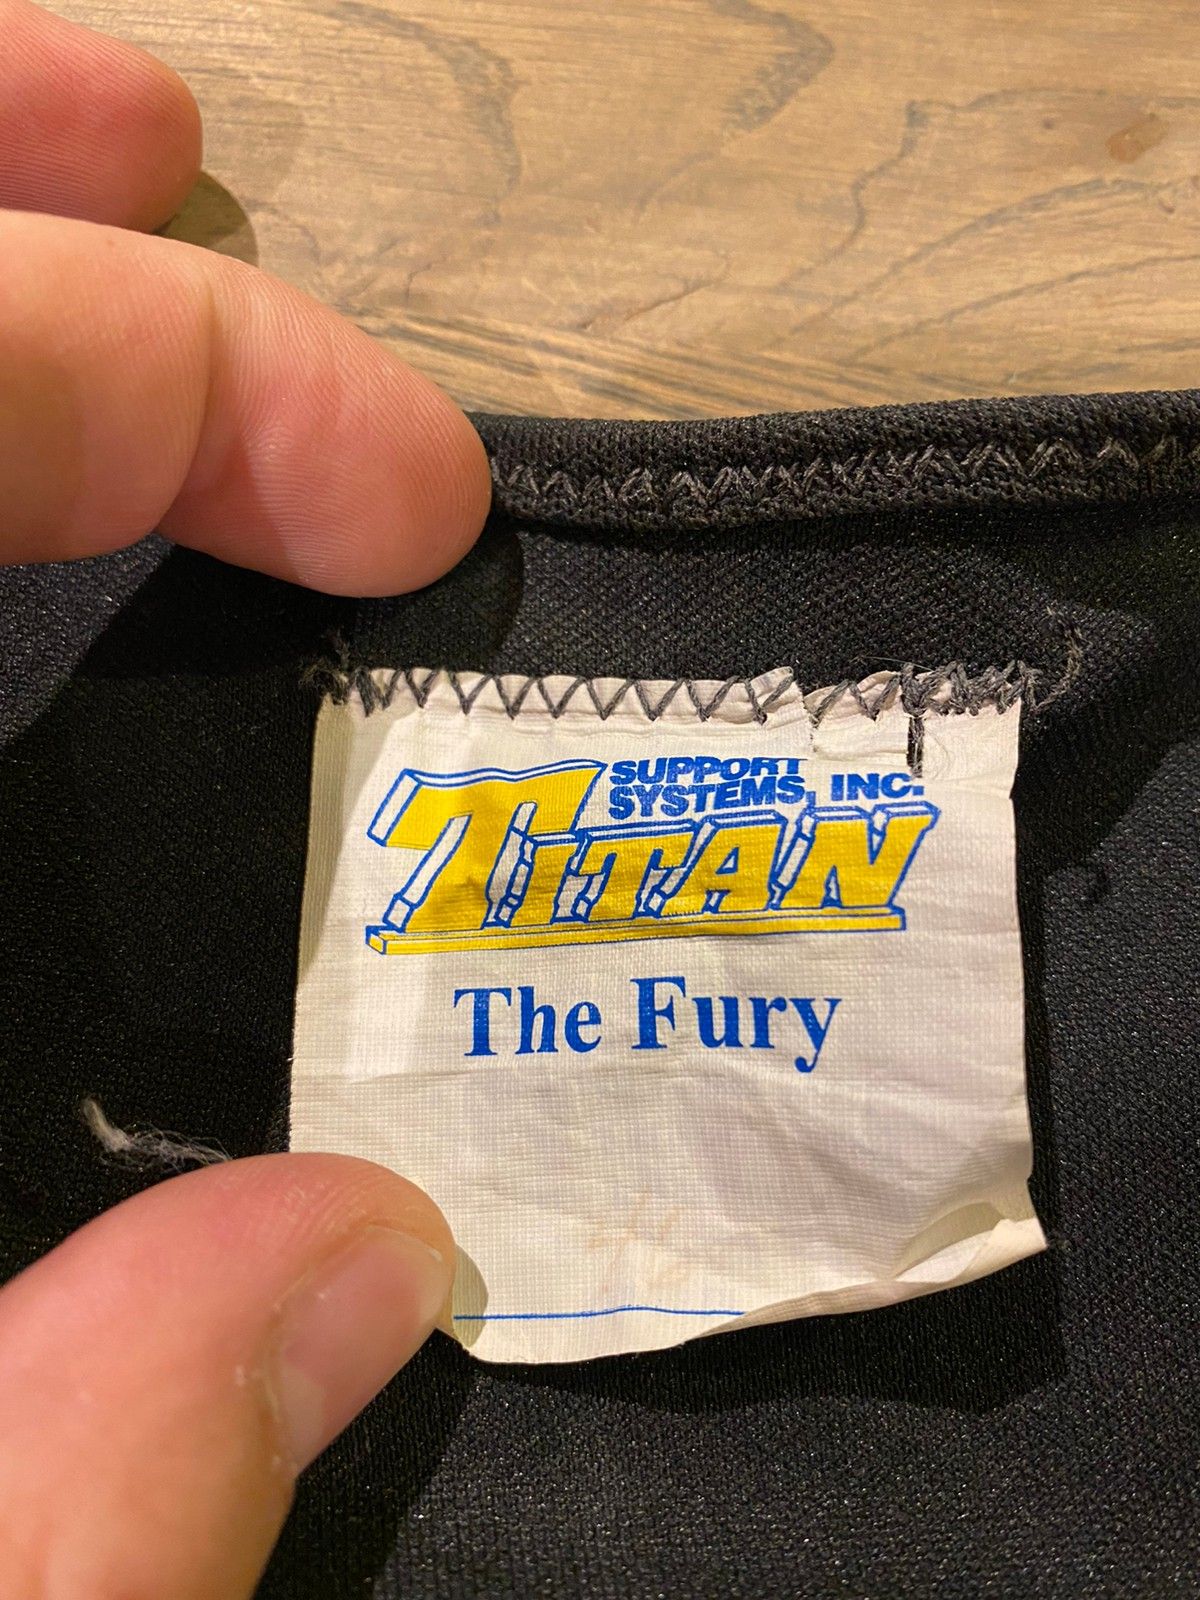 SUPPORT
SYSTEMS, INC.
TITAN
The Fury